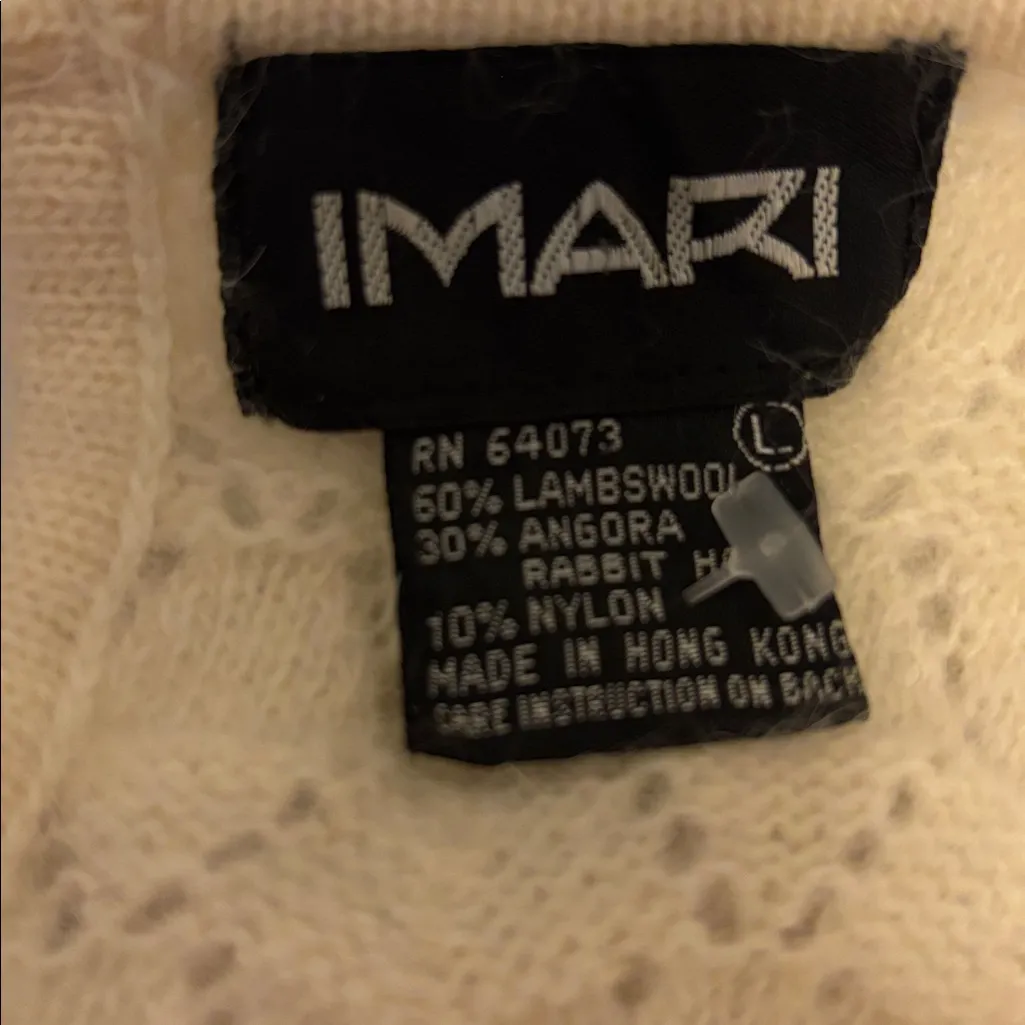 IMARI
RN 64073 L
60% LAMBSWOOL
30% ANGORA
RABBIT
10% NYLON
MADE IN HONG KONG
CARE INSTRUCTION ON BACK